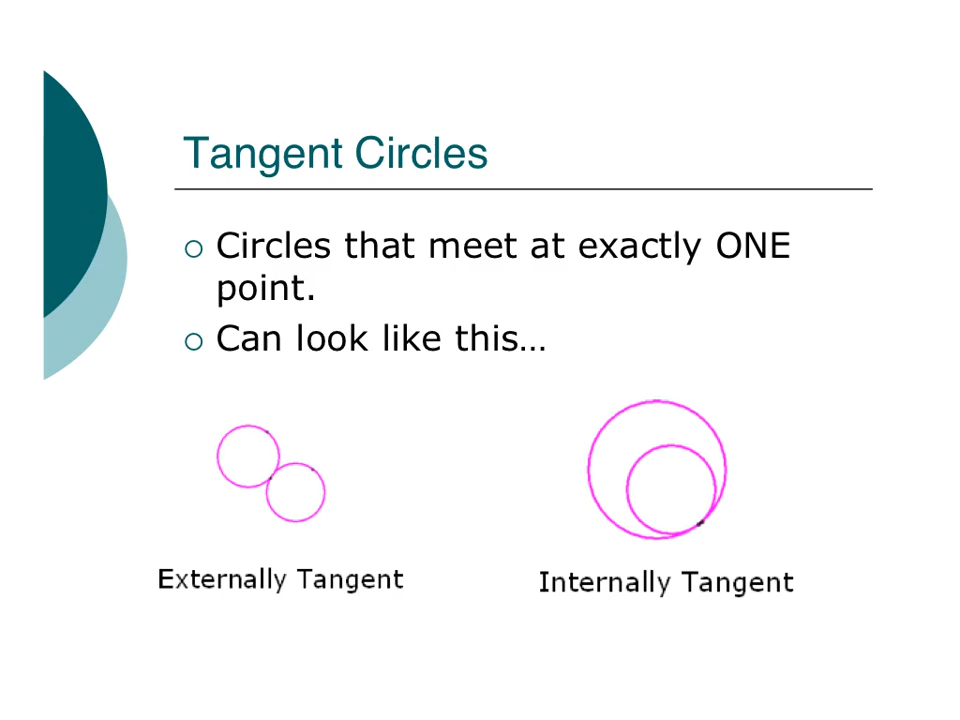 Tangent Circles
Circles that meet at exactly ONE
point.
Can look like this…
Externally Tangent
Internally Tangent